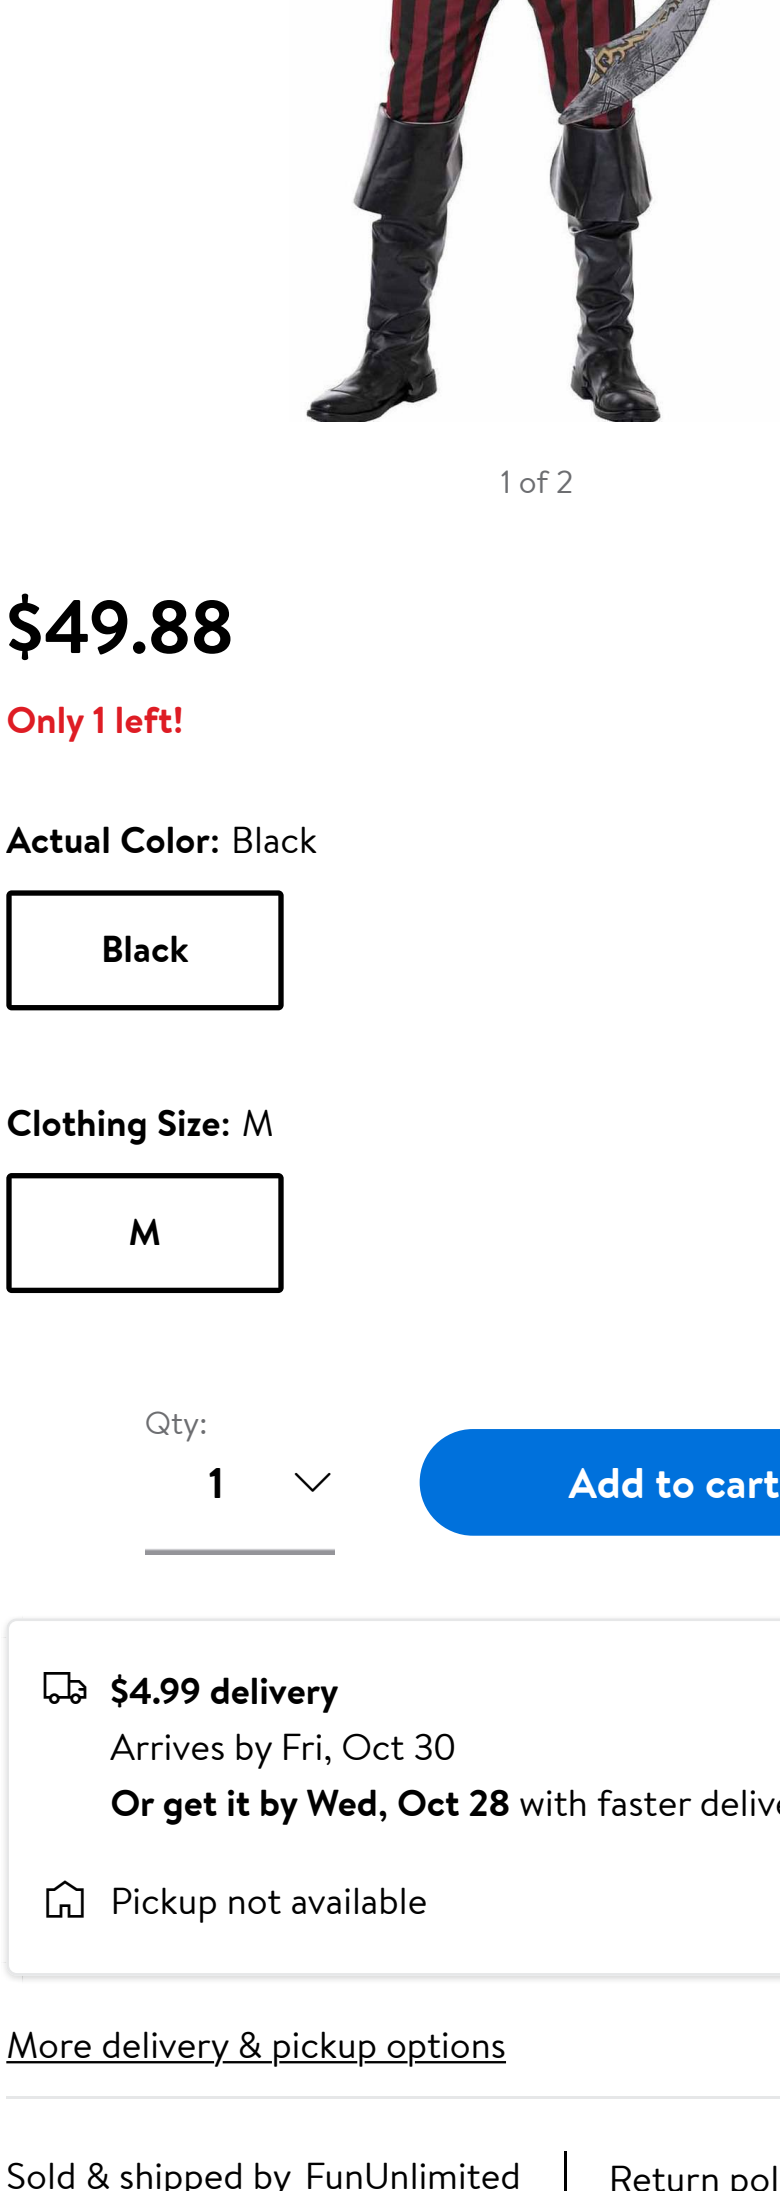 1 of 2
$49.88
Only 1 left!
Actual Color: Black
Black
Clothing Size: M
M
Qty:
1
Add to cart
$4.99 delivery
Arrives by Fri, Oct 30
Or get it by Wed, Oct 28 with faster
Pickup not available
More delivery & pickup options
Sold & shipped by FunUnlimited
Return